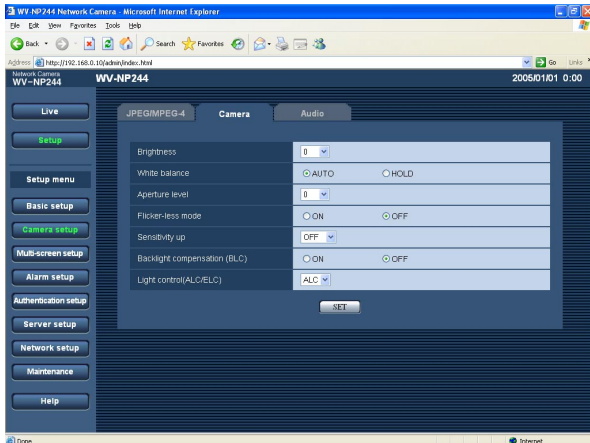 WV-NP244 Network Camera - Microsoft Internet Explorer
File Edit View Favorites Tools Help
Back Search Favorites
Address http://192.168.0.10/admin/index.html Go Links
Network Camera
WV-NP244
WV-NP244
2005/01/01 0:00
Live
Setup
Setup menu
Basic setup
Camera setup
Multi-screen setup
Alarm setup
Authentication setup
Server setup
Network setup
Maintenance
Help
JPEG/MPEG-4 Camera Audio
Brightness 0
White balance AUTO HOLD
Aperture level 0
Flicker-less mode ON OFF
Sensitivity up OFF
Backlight compensation (BLC) ON OFF
Light control(ALC/ELC) ALC
SET
Done Internet